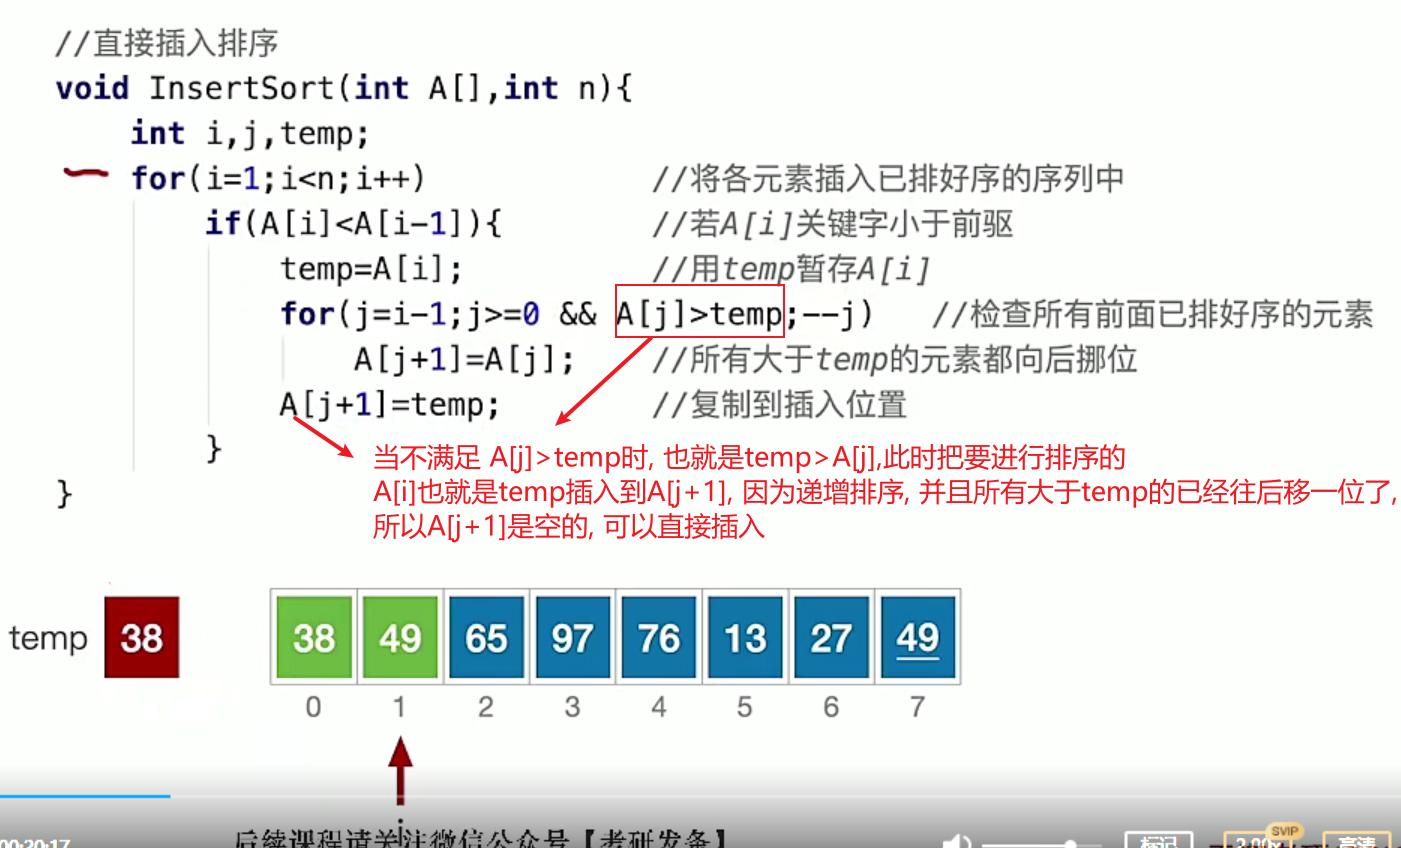 //直接插入排序
void InsertSort(int A[],int n){
int i,j,temp;
for(i=1;i<n;i++) //将各元素插入已排好序的序列中
if(A[i]<A[i-1]){ //若A[i]关键字小于前驱
temp=A[i]; //用temp暂存A[i]
for(j=i-1;j>=0 && A[j]>temp;--j) //检查所有前面已排好序的元素
A[j+1]=A[j]; //所有大于temp的元素都向后挪位
A[j+1]=temp; //复制到插入位置
}
}
当不满足 A[j]>temp时, 也就是temp>A[j],此时把要进行排序的
A[i]也就是temp插入到A[j+1], 因为递增排序, 并且所有大于temp的已经往后移一位了,
所以A[j+1]是空的, 可以直接插入
temp 38 38 49 65 97 76 13 27 49
0 1 2 3 4 5 6 7
i
后续课程请关注微信公众号【考研发条】
00:20:17 标记 2.00x SVIP 高清